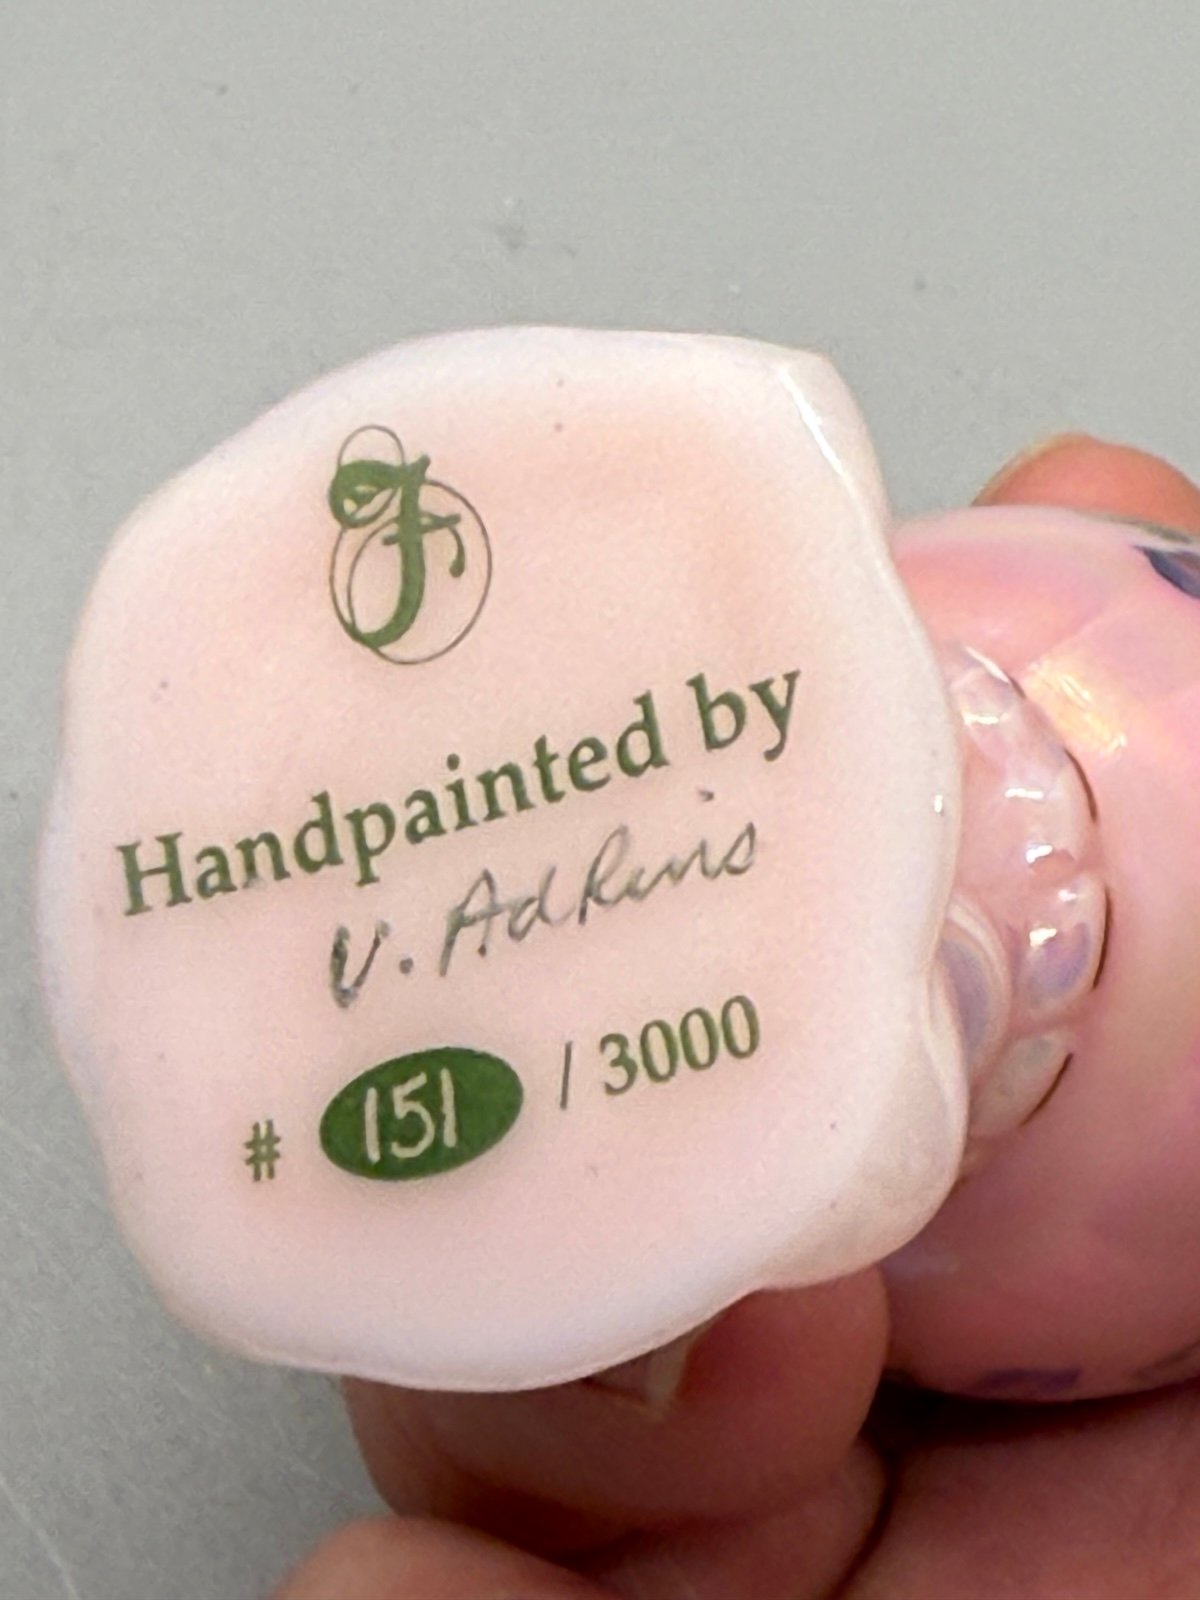 F
Handpainted by
V. Adkins
# 151 / 3000